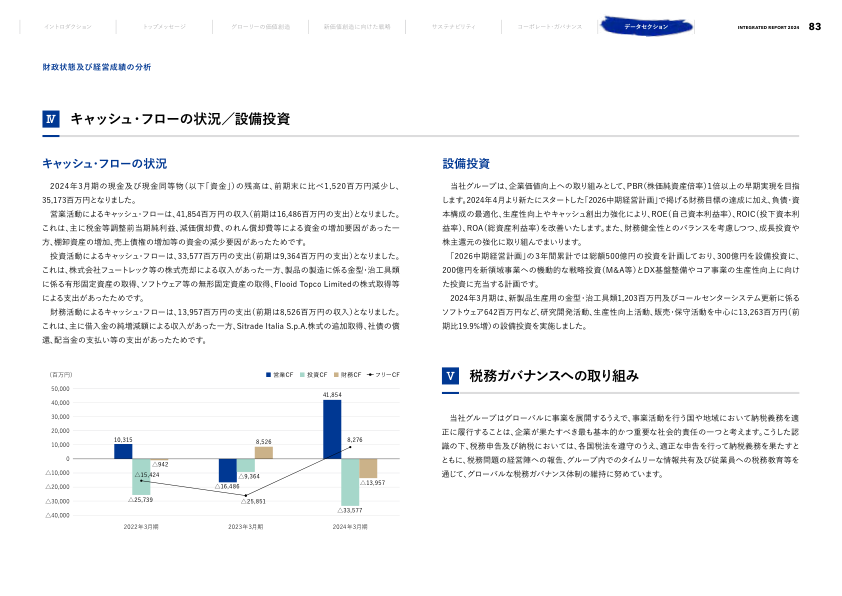 イントロダクション
トップメッセージ
グローリーの価値創造
新価値創造に向けた戦略
サステナビリティ
コーポレート・ガバナンス
データセクション
INTEGRATED REPORT 2024 83
財政状態及び経営成績の分析
Ⅳ キャッシュ・フローの状況／設備投資
キャッシュ・フローの状況
2024年3月期の現金及び現金同等物（以下「資金」）の残高は、前期末に比べ1,520百万円減少し、
35,173百万円となりました。
営業活動によるキャッシュ・フローは、41,854百万円の収入（前期は16,486百万円の支出）となりました。
これは、主に税金等調整前当期純利益、減価償却費、のれん償却費等による資金の増加要因があった一
方、棚卸資産の増加、売上債権の増加等の資金の減少要因があったためです。
投資活動によるキャッシュ・フローは、33,577百万円の支出（前期は9,364百万円の支出）となりました。
これは、株式会社フュートレック等の株式売却による収入があった一方、製品の製造に係る金型・治工具類
に係る有形固定資産の取得、ソフトウェア等の無形固定資産の取得、Flooid Topco Limitedの株式取得等
による支出があったためです。
財務活動によるキャッシュ・フローは、13,957百万円の支出（前期は8,526百万円の収入）となりました。
これは、主に借入金の純増減額による収入があった一方、Sitrade Italia S.p.A.株式の追加取得、社債の償
還、配当金の支払い等の支出があったためです。
（百万円）
営業CF 投資CF 財務CF フリーCF
50,000
40,000
30,000
20,000
10,000
0
△10,000
△20,000
△30,000
△40,000
10,315
△942
△15,424
△25,739
8,526
△9,364
△16,486
△25,851
41,854
8,276
△13,957
△33,577
2022年3月期
2023年3月期
2024年3月期
設備投資
当社グループは、企業価値向上への取り組みとして、PBR（株価純資産倍率）1倍以上の早期実現を目指
します。2024年4月より新たにスタートした「2026中期経営計画」で掲げる財務目標の達成に加え、負債・資
本構成の最適化、生産性向上やキャッシュ創出力強化により、ROE（自己資本利益率）、ROIC（投下資本利
益率）、ROA（総資産利益率）を改善いたします。また、財務健全性とのバランスを考慮しつつ、成長投資や
株主還元の強化に取り組んでまいります。
「2026中期経営計画」の3年間累計では総額500億円の投資を計画しており、300億円を設備投資に、
200億円を新領域事業への機動的な戦略投資（M&A等）とDX基盤整備やコア事業の生産性向上に向け
た投資に充当する計画です。
2024年3月期は、新製品生産用の金型・治工具類1,203百万円及びコールセンターシステム更新に係る
ソフトウェア642百万円など、研究開発活動、生産性向上活動、販売・保守活動を中心に13,263百万円（前
期比19.9%増）の設備投資を実施しました。
Ⅴ 税務ガバナンスへの取り組み
当社グループはグローバルに事業を展開するうえで、事業活動を行う国や地域において納税義務を適
正に履行することは、企業が果たすべき最も基本的かつ重要な社会的責任の一つと考えます。こうした認
識の下、税務申告及び納税においては、各国税法を遵守のうえ、適正な申告を行って納税義務を果たすと
ともに、税務問題の経営陣への報告、グループ内でのタイムリーな情報共有及び従業員への税務教育等を
通じて、グローバルな税務ガバナンス体制の維持に努めています。